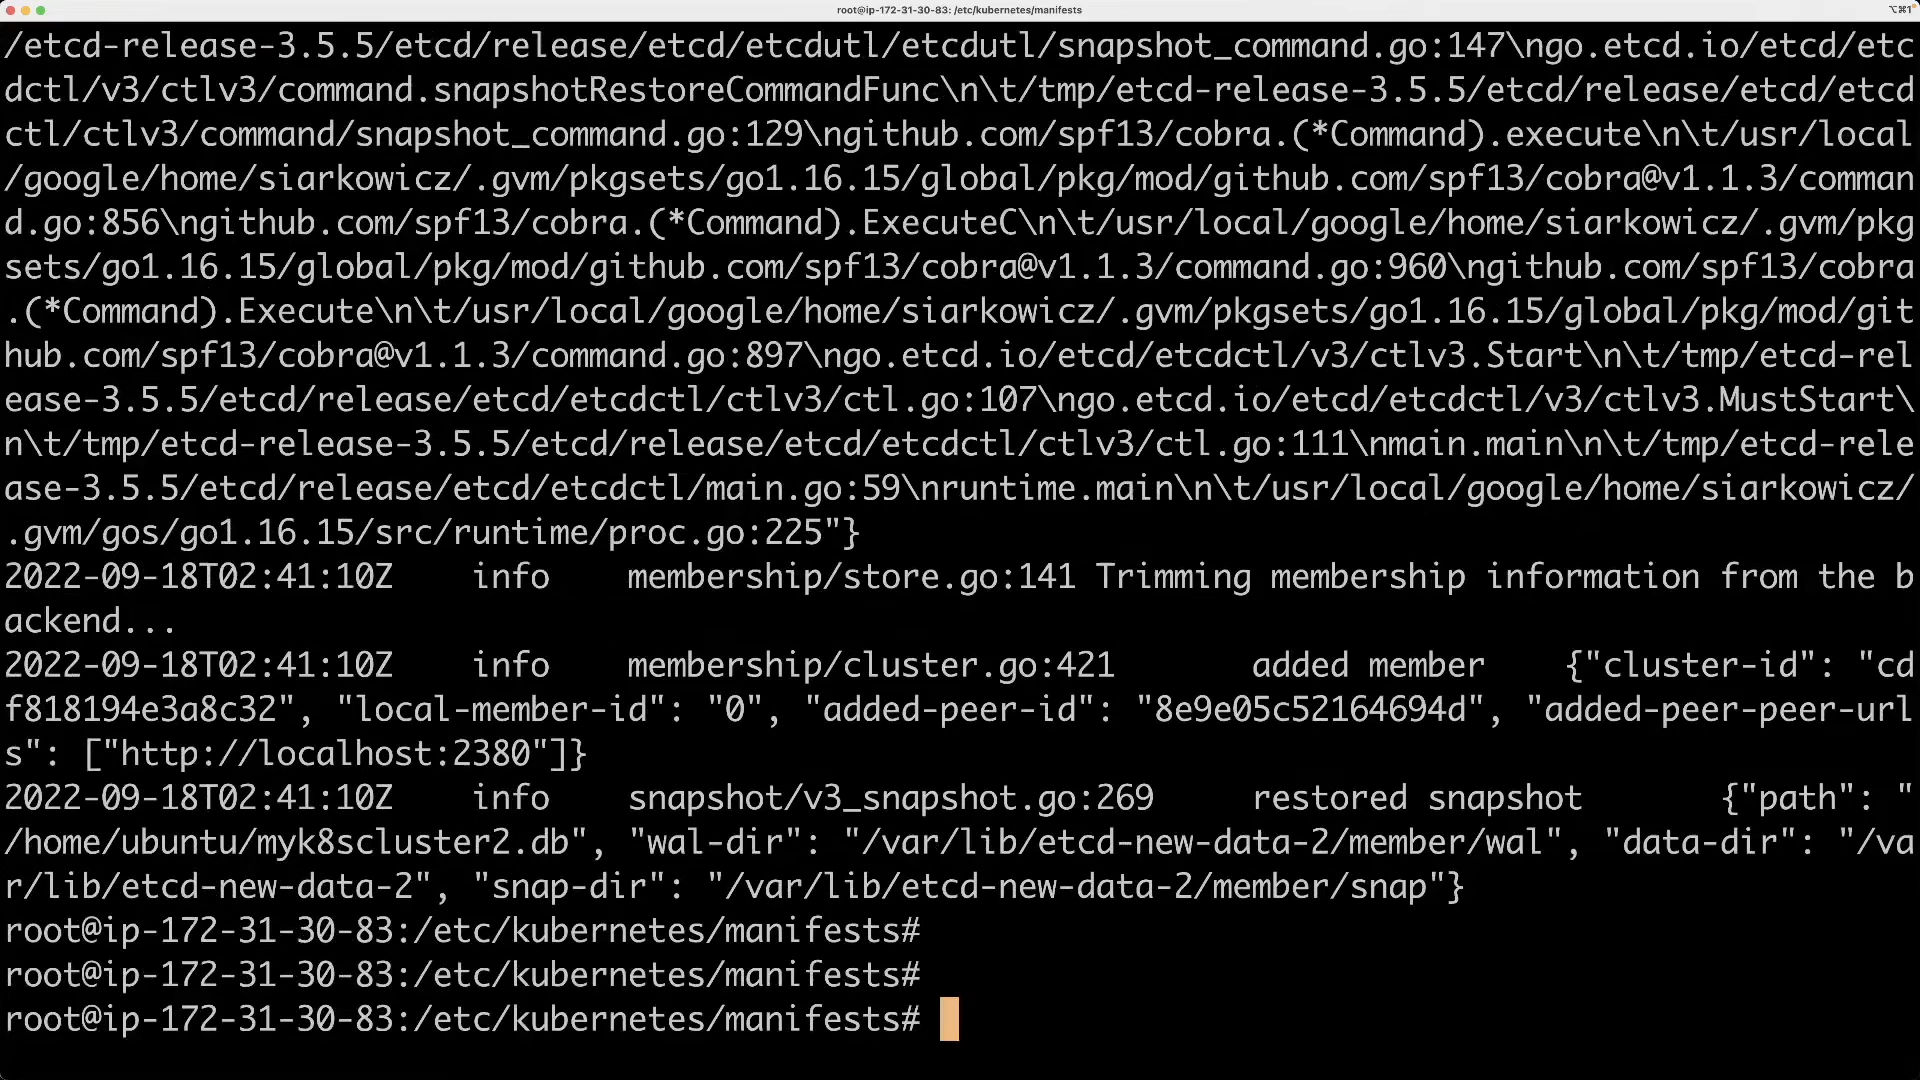 root@ip-172-31-30-83: /etc/kubernetes/manifests
⌥⌘1
/etcd-release-3.5.5/etcd/release/etcd/etcdutl/etcdutl/snapshot_command.go:147\ngo.etcd.io/etcd/etc
dctl/v3/ctlv3/command.snapshotRestoreCommandFunc\n\t/tmp/etcd-release-3.5.5/etcd/release/etcd/etcd
ctl/ctlv3/command/snapshot_command.go:129\ngithub.com/spf13/cobra.(*Command).execute\n\t/usr/local
/google/home/siarkowicz/.gvm/pkgsets/go1.16.15/global/pkg/mod/github.com/spf13/cobra@v1.1.3/comman
d.go:856\ngithub.com/spf13/cobra.(*Command).ExecuteC\n\t/usr/local/google/home/siarkowicz/.gvm/pkg
sets/go1.16.15/global/pkg/mod/github.com/spf13/cobra@v1.1.3/command.go:960\ngithub.com/spf13/cobra
.(*Command).Execute\n\t/usr/local/google/home/siarkowicz/.gvm/pkgsets/go1.16.15/global/pkg/mod/git
hub.com/spf13/cobra@v1.1.3/command.go:897\ngo.etcd.io/etcd/etcdctl/v3/ctlv3.Start\n\t/tmp/etcd-rel
ease-3.5.5/etcd/release/etcd/etcdctl/ctlv3/ctl.go:107\ngo.etcd.io/etcd/etcdctl/v3/ctlv3.MustStart\
n\t/tmp/etcd-release-3.5.5/etcd/release/etcd/etcdctl/ctlv3/ctl.go:111\nmain.main\n\t/tmp/etcd-rele
ase-3.5.5/etcd/release/etcd/etcdctl/main.go:59\nruntime.main\n\t/usr/local/google/home/siarkowicz/
.gvm/gos/go1.16.15/src/runtime/proc.go:225"}
2022-09-18T02:41:10Z    info    membership/store.go:141 Trimming membership information from the b
ackend...
2022-09-18T02:41:10Z    info    membership/cluster.go:421       added member    {"cluster-id": "cd
f818194e3a8c32", "local-member-id": "0", "added-peer-id": "8e9e05c52164694d", "added-peer-peer-url
s": ["http://localhost:2380"]}
2022-09-18T02:41:10Z    info    snapshot/v3_snapshot.go:269     restored snapshot       {"path": "
/home/ubuntu/myk8scluster2.db", "wal-dir": "/var/lib/etcd-new-data-2/member/wal", "data-dir": "/va
r/lib/etcd-new-data-2", "snap-dir": "/var/lib/etcd-new-data-2/member/snap"}
root@ip-172-31-30-83:/etc/kubernetes/manifests#
root@ip-172-31-30-83:/etc/kubernetes/manifests#
root@ip-172-31-30-83:/etc/kubernetes/manifests#